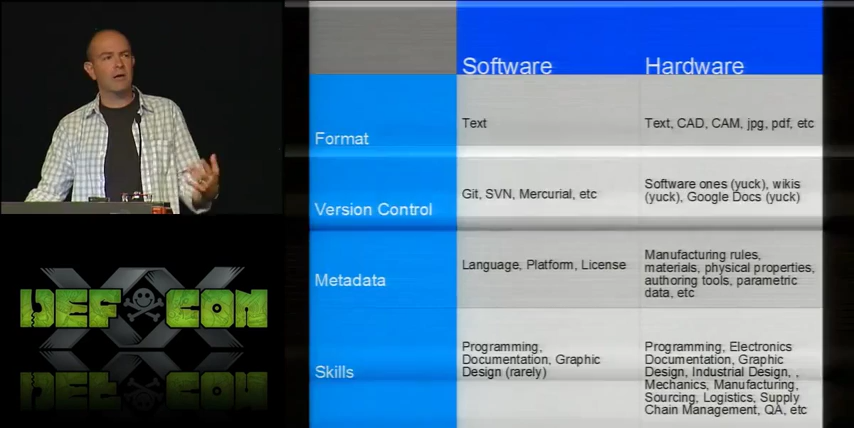 Software Hardware
Format
Text
Text, CAD, CAM, jpg, pdf, etc
Version Control
Git, SVN, Mercurial, etc
Software ones (yuck), wikis
(yuck), Google Docs (yuck)
Metadata
Language, Platform, License
Manufacturing rules,
materials, physical properties,
authoring tools, parametric
data, etc
Skills
Programming,
Documentation, Graphic
Design (rarely)
Programming, Electronics
Documentation, Graphic
Design, Industrial Design, ,
Mechanics, Manufacturing,
Sourcing, Logistics, Supply
Chain Management, QA, etc
DEF CON
XX